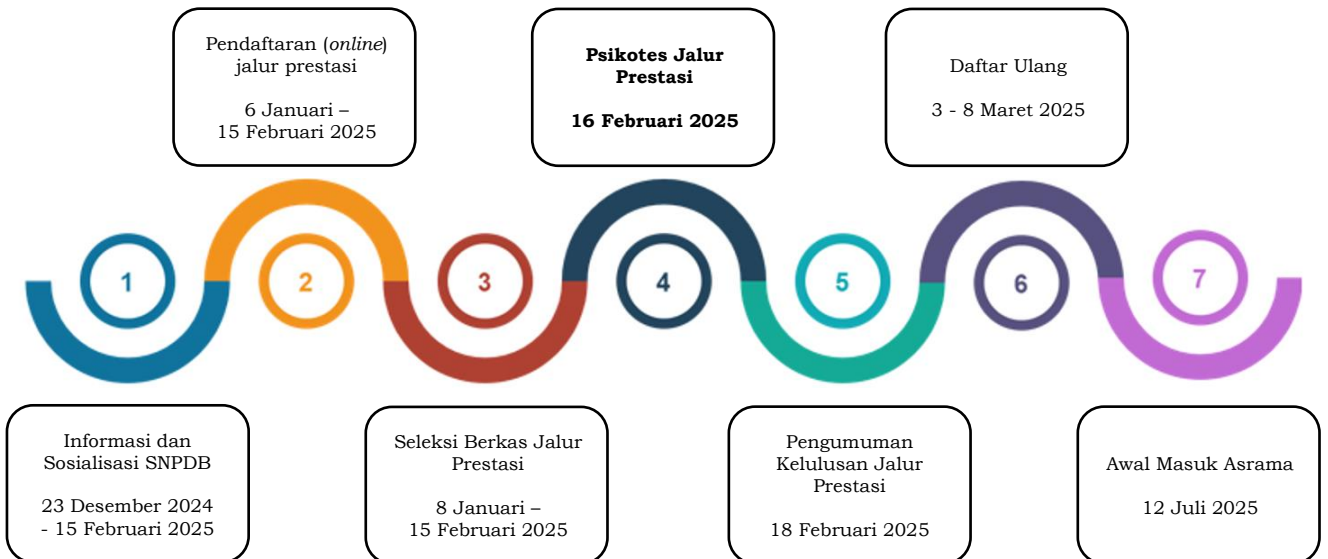 Pendaftaran (online)
jalur prestasi
6 Januari –
15 Februari 2025
Psikotes Jalur
Prestasi
16 Februari 2025
Daftar Ulang
3 - 8 Maret 2025
1
2
3
4
5
6
7
Informasi dan
Sosialisasi SNPDB
23 Desember 2024
- 15 Februari 2025
Seleksi Berkas Jalur
Prestasi
8 Januari –
15 Februari 2025
Pengumuman
Kelulusan Jalur
Prestasi
18 Februari 2025
Awal Masuk Asrama
12 Juli 2025